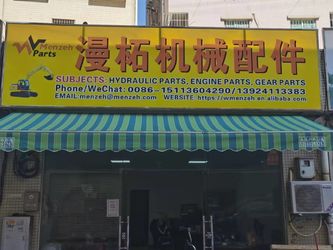 Menzeh
Parts
漫柘机械配件
SUBJECTS: HYDRAULIC PARTS, ENGINE PARTS, GEAR PARTS
Phone/WeChat: 0086-15113604290/13924113383
EMAIL:menzeh@menzeh.com WEBSITE: https://wmenzeh.en.alibaba.com